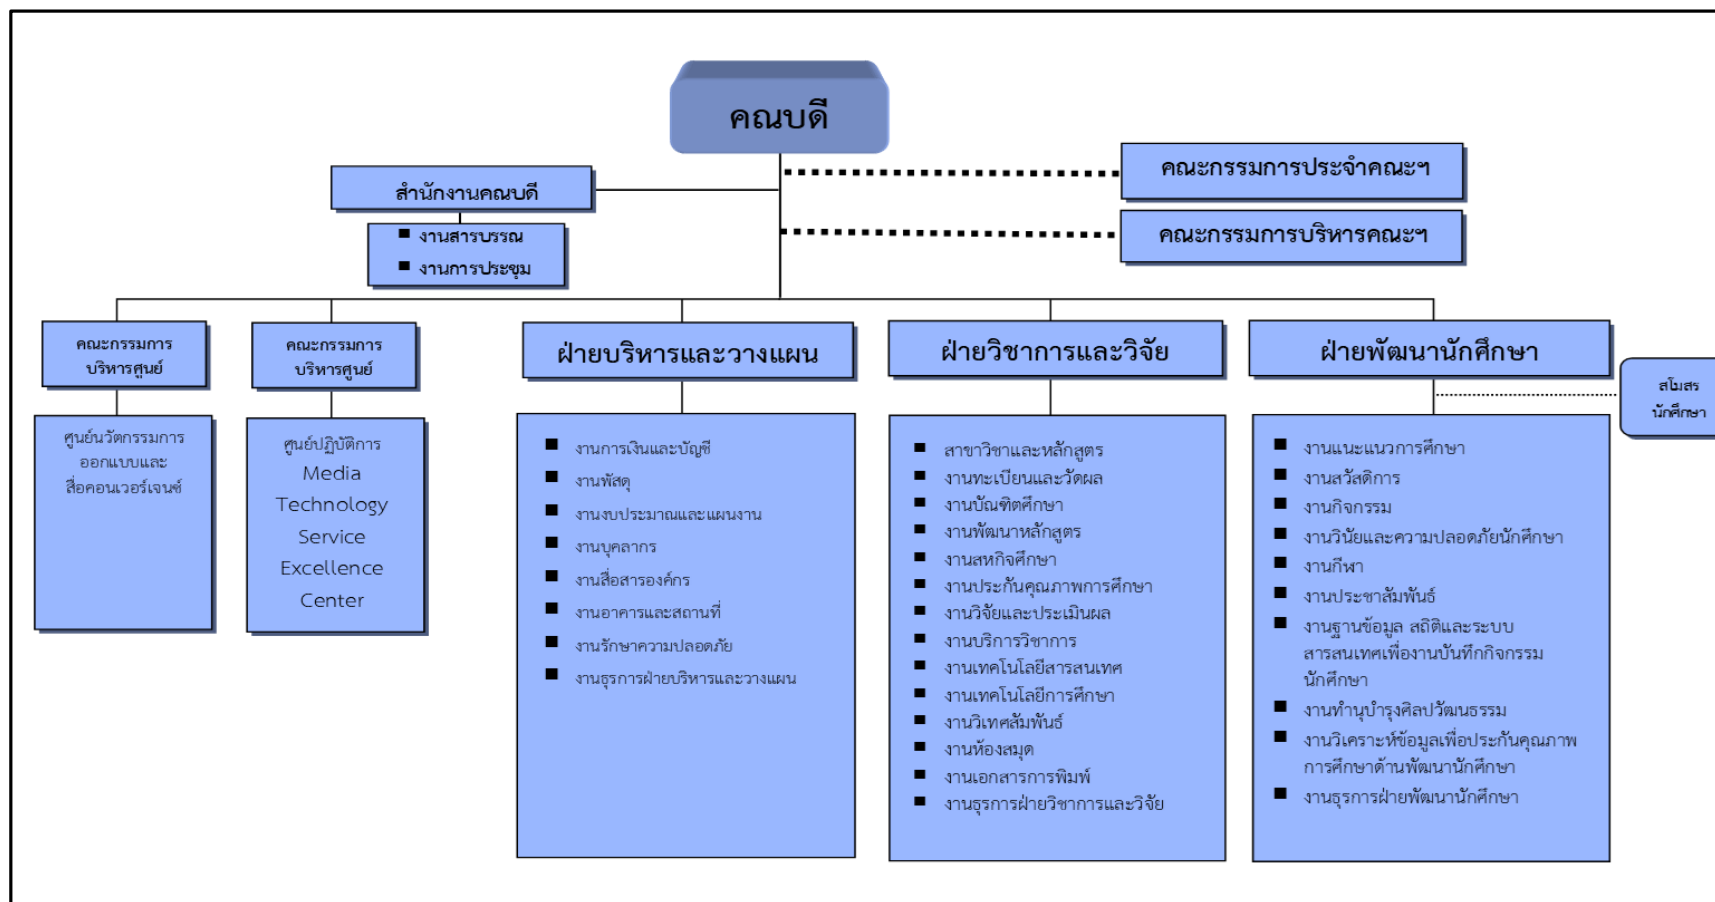 คณบดี
คณะกรรมการประจำคณะฯ
สำนักงานคณบดี
คณะกรรมการบริหารคณะฯ
งานสารบรรณ
งานการประชุม
คณะกรรมการ
บริหารศูนย์
ศูนย์นวัตกรรมการ
ออกแบบและ
สื่อคอนเวอร์เจนซ์
คณะกรรมการ
บริหารศูนย์
ศูนย์ปฏิบัติการ
Media
Technology
Service
Excellence
Center
ฝ่ายบริหารและวางแผน
งานการเงินและบัญชี
งานพัสดุ
งานงบประมาณและแผนงาน
งานบุคลากร
งานสื่อสารองค์กร
งานอาคารและสถานที่
งานรักษาความปลอดภัย
งานธุรการฝ่ายบริหารและวางแผน
ฝ่ายวิชาการและวิจัย
สาขาวิชาและหลักสูตร
งานทะเบียนและวัดผล
งานบัณฑิตศึกษา
งานพัฒนาหลักสูตร
งานสหกิจศึกษา
งานประกันคุณภาพการศึกษา
งานวิจัยและประเมินผล
งานบริการวิชาการ
งานเทคโนโลยีสารสนเทศ
งานเทคโนโลยีการศึกษา
งานวิเทศสัมพันธ์
งานห้องสมุด
งานเอกสารการพิมพ์
งานธุรการฝ่ายวิชาการและวิจัย
ฝ่ายพัฒนานักศึกษา
สโมสร
นักศึกษา
งานแนะแนวการศึกษา
งานสวัสดิการ
งานกิจกรรม
งานวินัยและความปลอดภัยนักศึกษา
งานกีฬา
งานประชาสัมพันธ์
งานฐานข้อมูล สถิติและระบบ
สารสนเทศเพื่องานบันทึกกิจกรรม
นักศึกษา
งานทำนุบำรุงศิลปวัฒนธรรม
งานวิเคราะห์ข้อมูลเพื่อประกันคุณภาพ
การศึกษาด้านพัฒนานักศึกษา
งานธุรการฝ่ายพัฒนานักศึกษา